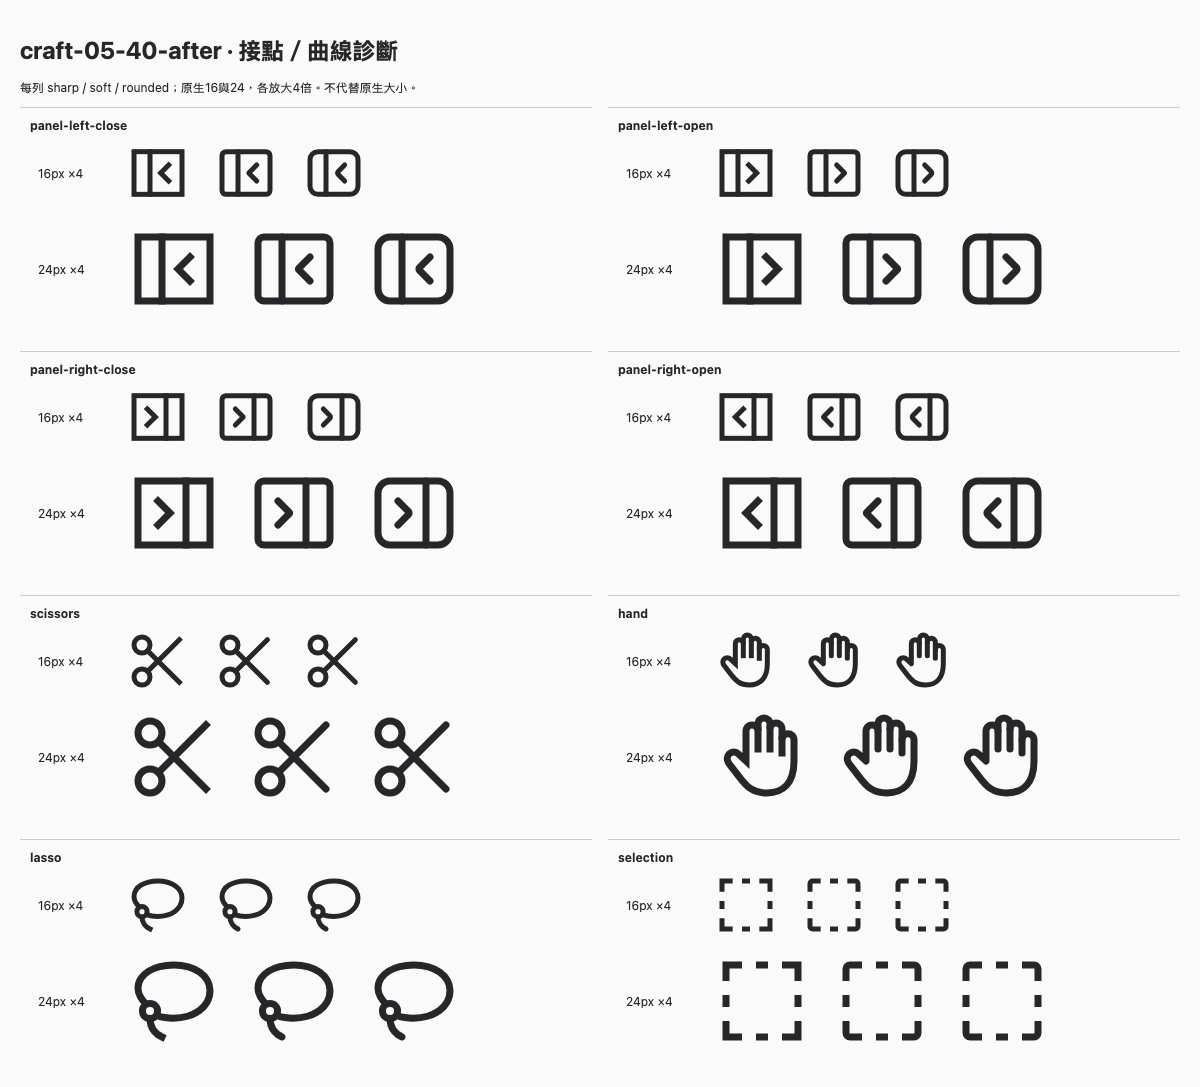 craft-05-40-after · 接點 / 曲線診斷
每列 sharp / soft / rounded；原生16與24，各放大4倍。不代替原生大小。
panel-left-close
16px ×4
24px ×4
panel-left-open
16px ×4
24px ×4
panel-right-close
16px ×4
24px ×4
panel-right-open
16px ×4
24px ×4
scissors
16px ×4
24px ×4
hand
16px ×4
24px ×4
lasso
16px ×4
24px ×4
selection
16px ×4
24px ×4